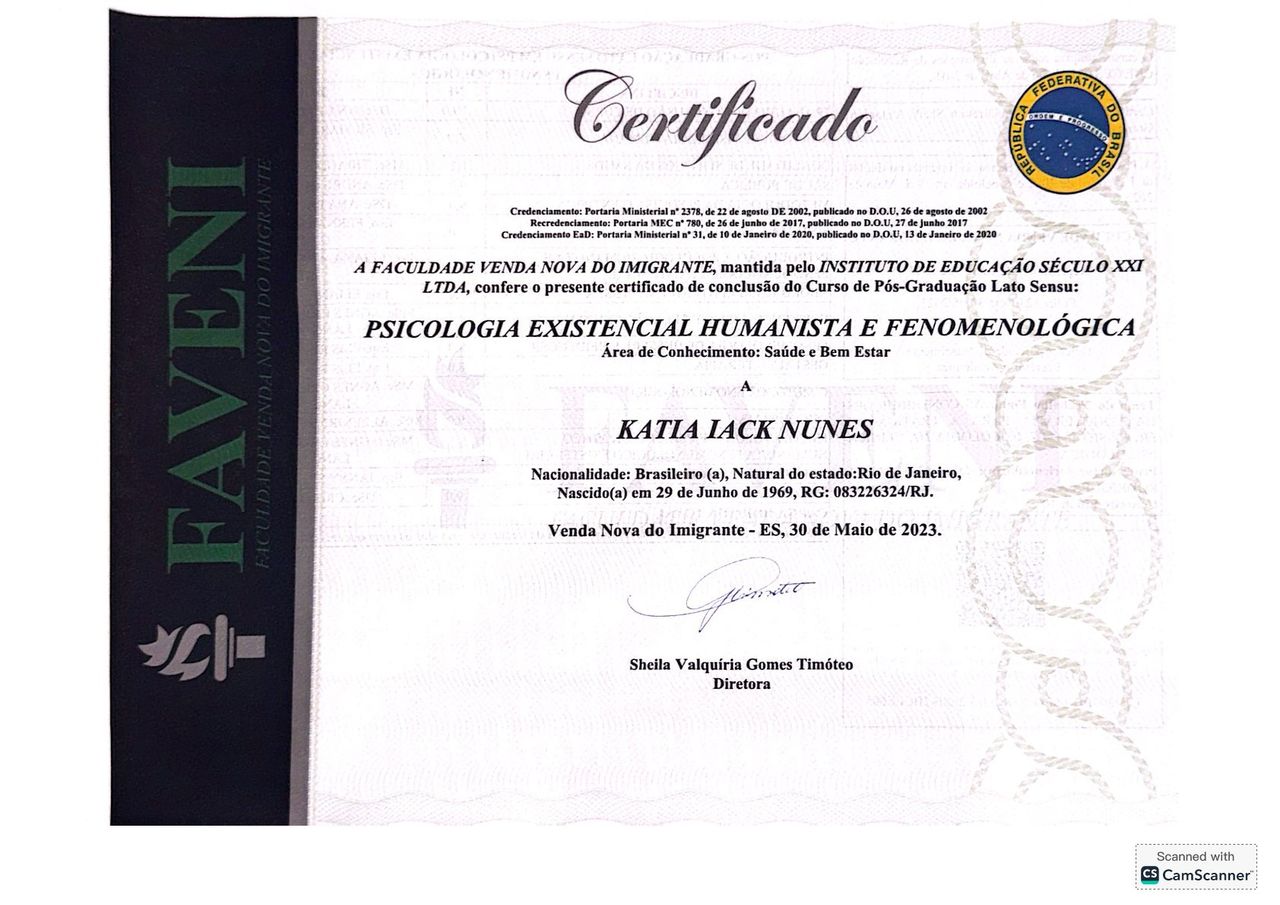 FAVENI
FACULDADE VENDA NOVA DO IMIGRANTE
Certificado
REPÚBLICA FEDERATIVA DO BRASIL
ORDEM E PROGRESSO
Credenciamento: Portaria Ministerial nº 2378, de 22 de agosto DE 2002, publicado no D.O.U, 26 de agosto de 2002
Recredenciamento: Portaria MEC nº 780, de 26 de junho de 2017, publicado no D.O.U, 27 de junho 2017
Credenciamento EaD: Portaria Ministerial nº 31, de 10 de Janeiro de 2020, publicado no D.O.U, 13 de Janeiro de 2020
A FACULDADE VENDA NOVA DO IMIGRANTE, mantida pelo INSTITUTO DE EDUCAÇÃO SÉCULO XXI
LTDA, confere o presente certificado de conclusão do Curso de Pós-Graduação Lato Sensu:
PSICOLOGIA EXISTENCIAL HUMANISTA E FENOMENOLÓGICA
Área de Conhecimento: Saúde e Bem Estar
A
KATIA IACK NUNES
Nacionalidade: Brasileiro (a), Natural do estado:Rio de Janeiro,
Nascido(a) em 29 de Junho de 1969, RG: 083226324/RJ.
Venda Nova do Imigrante - ES, 30 de Maio de 2023.
Sheila Valquíria Gomes Timóteo
Diretora
Scanned with
CS CamScanner